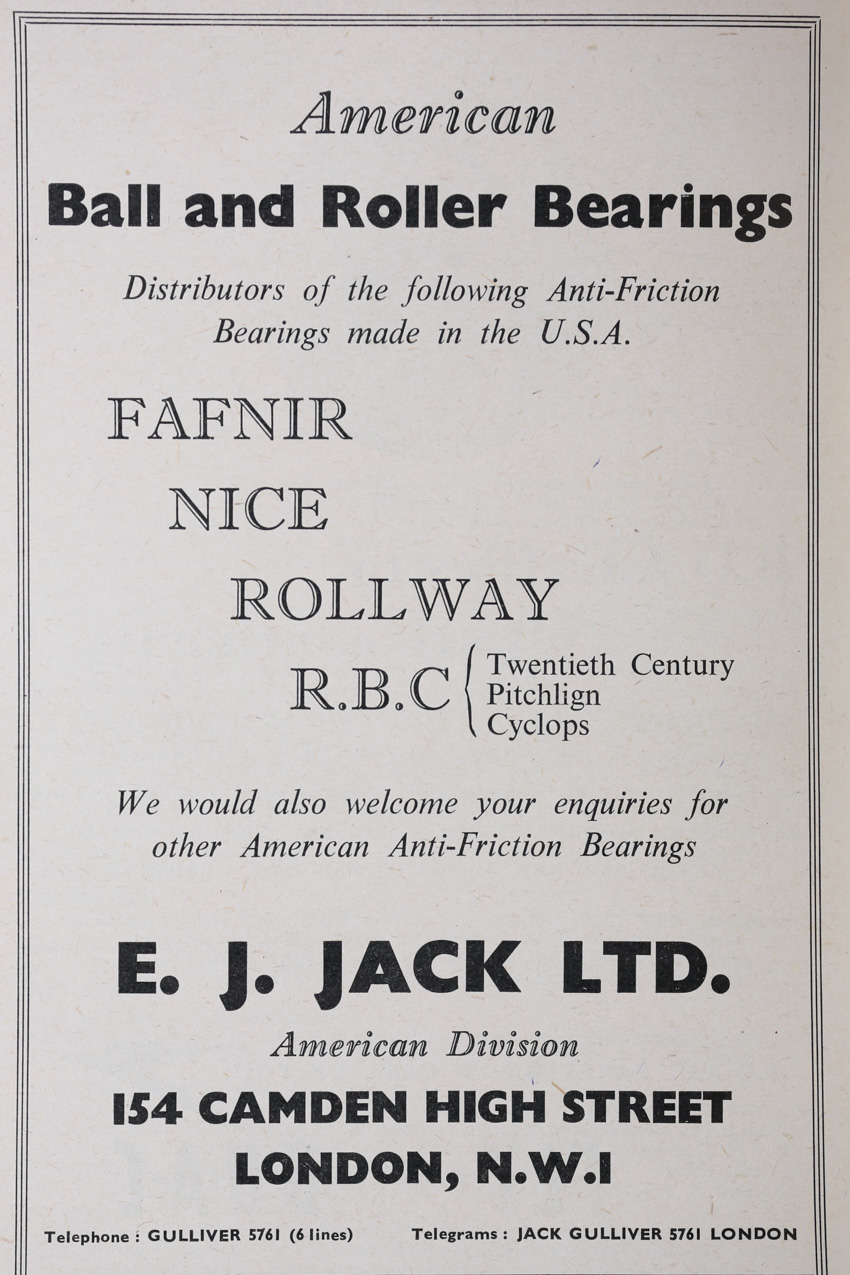 American
Ball and Roller Bearings
Distributors of the following Anti-Friction
Bearings made in the U.S.A.
FAFNIR
NICE
ROLLWAY
R.B.C { Twentieth Century
Pitchlign
Cyclops
We would also welcome your enquiries for
other American Anti-Friction Bearings
E. J. JACK LTD.
American Division
154 CAMDEN HIGH STREET
LONDON, N.W.1
Telephone : GULLIVER 5761 (6 lines) Telegrams : JACK GULLIVER 5761 LONDON